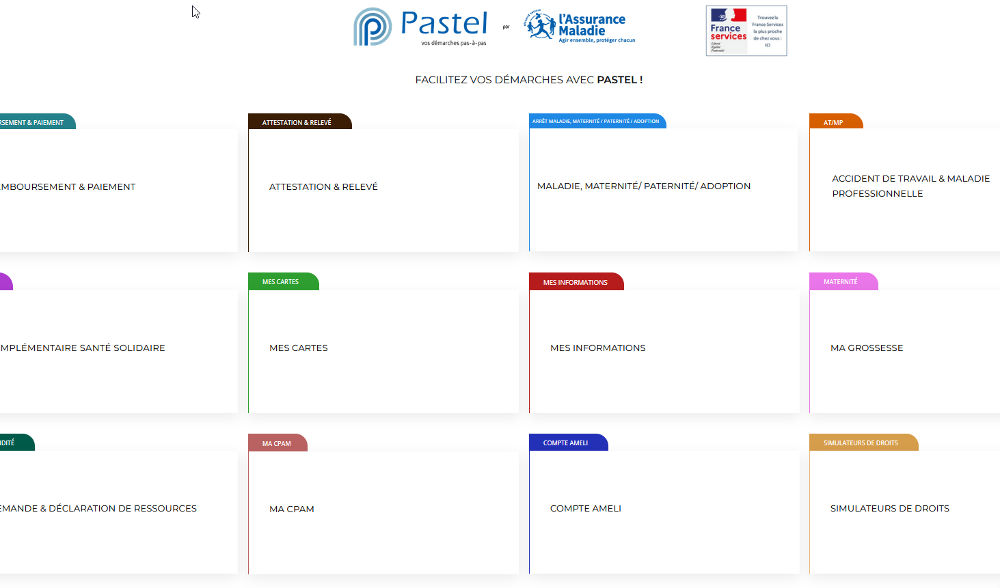 Pastel
vos démarches pas-à-pas
par
l'Assurance
Maladie
Agir ensemble, protéger chacun
France
services
Liberté
Égalité
Fraternité
Trouvez la
France Services
la plus proche
de chez vous :
ICI
FACILITEZ VOS DÉMARCHES AVEC PASTEL !
RSEMENT & PAIEMENT
ATTESTATION & RELEVÉ
ARRÊT MALADIE, MATERNITÉ / PATERNITÉ / ADOPTION
AT/MP
EMBOURSEMENT & PAIEMENT
ATTESTATION & RELEVÉ
MALADIE, MATERNITÉ/ PATERNITÉ/ ADOPTION
ACCIDENT DE TRAVAIL & MALADIE
PROFESSIONNELLE
MES CARTES
MES INFORMATIONS
MATERNITÉ
MPLÉMENTAIRE SANTÉ SOLIDAIRE
MES CARTES
MES INFORMATIONS
MA GROSSESSE
IDITÉ
MA CPAM
COMPTE AMELI
SIMULATEURS DE DROITS
EMANDE & DÉCLARATION DE RESSOURCES
MA CPAM
COMPTE AMELI
SIMULATEURS DE DROITS